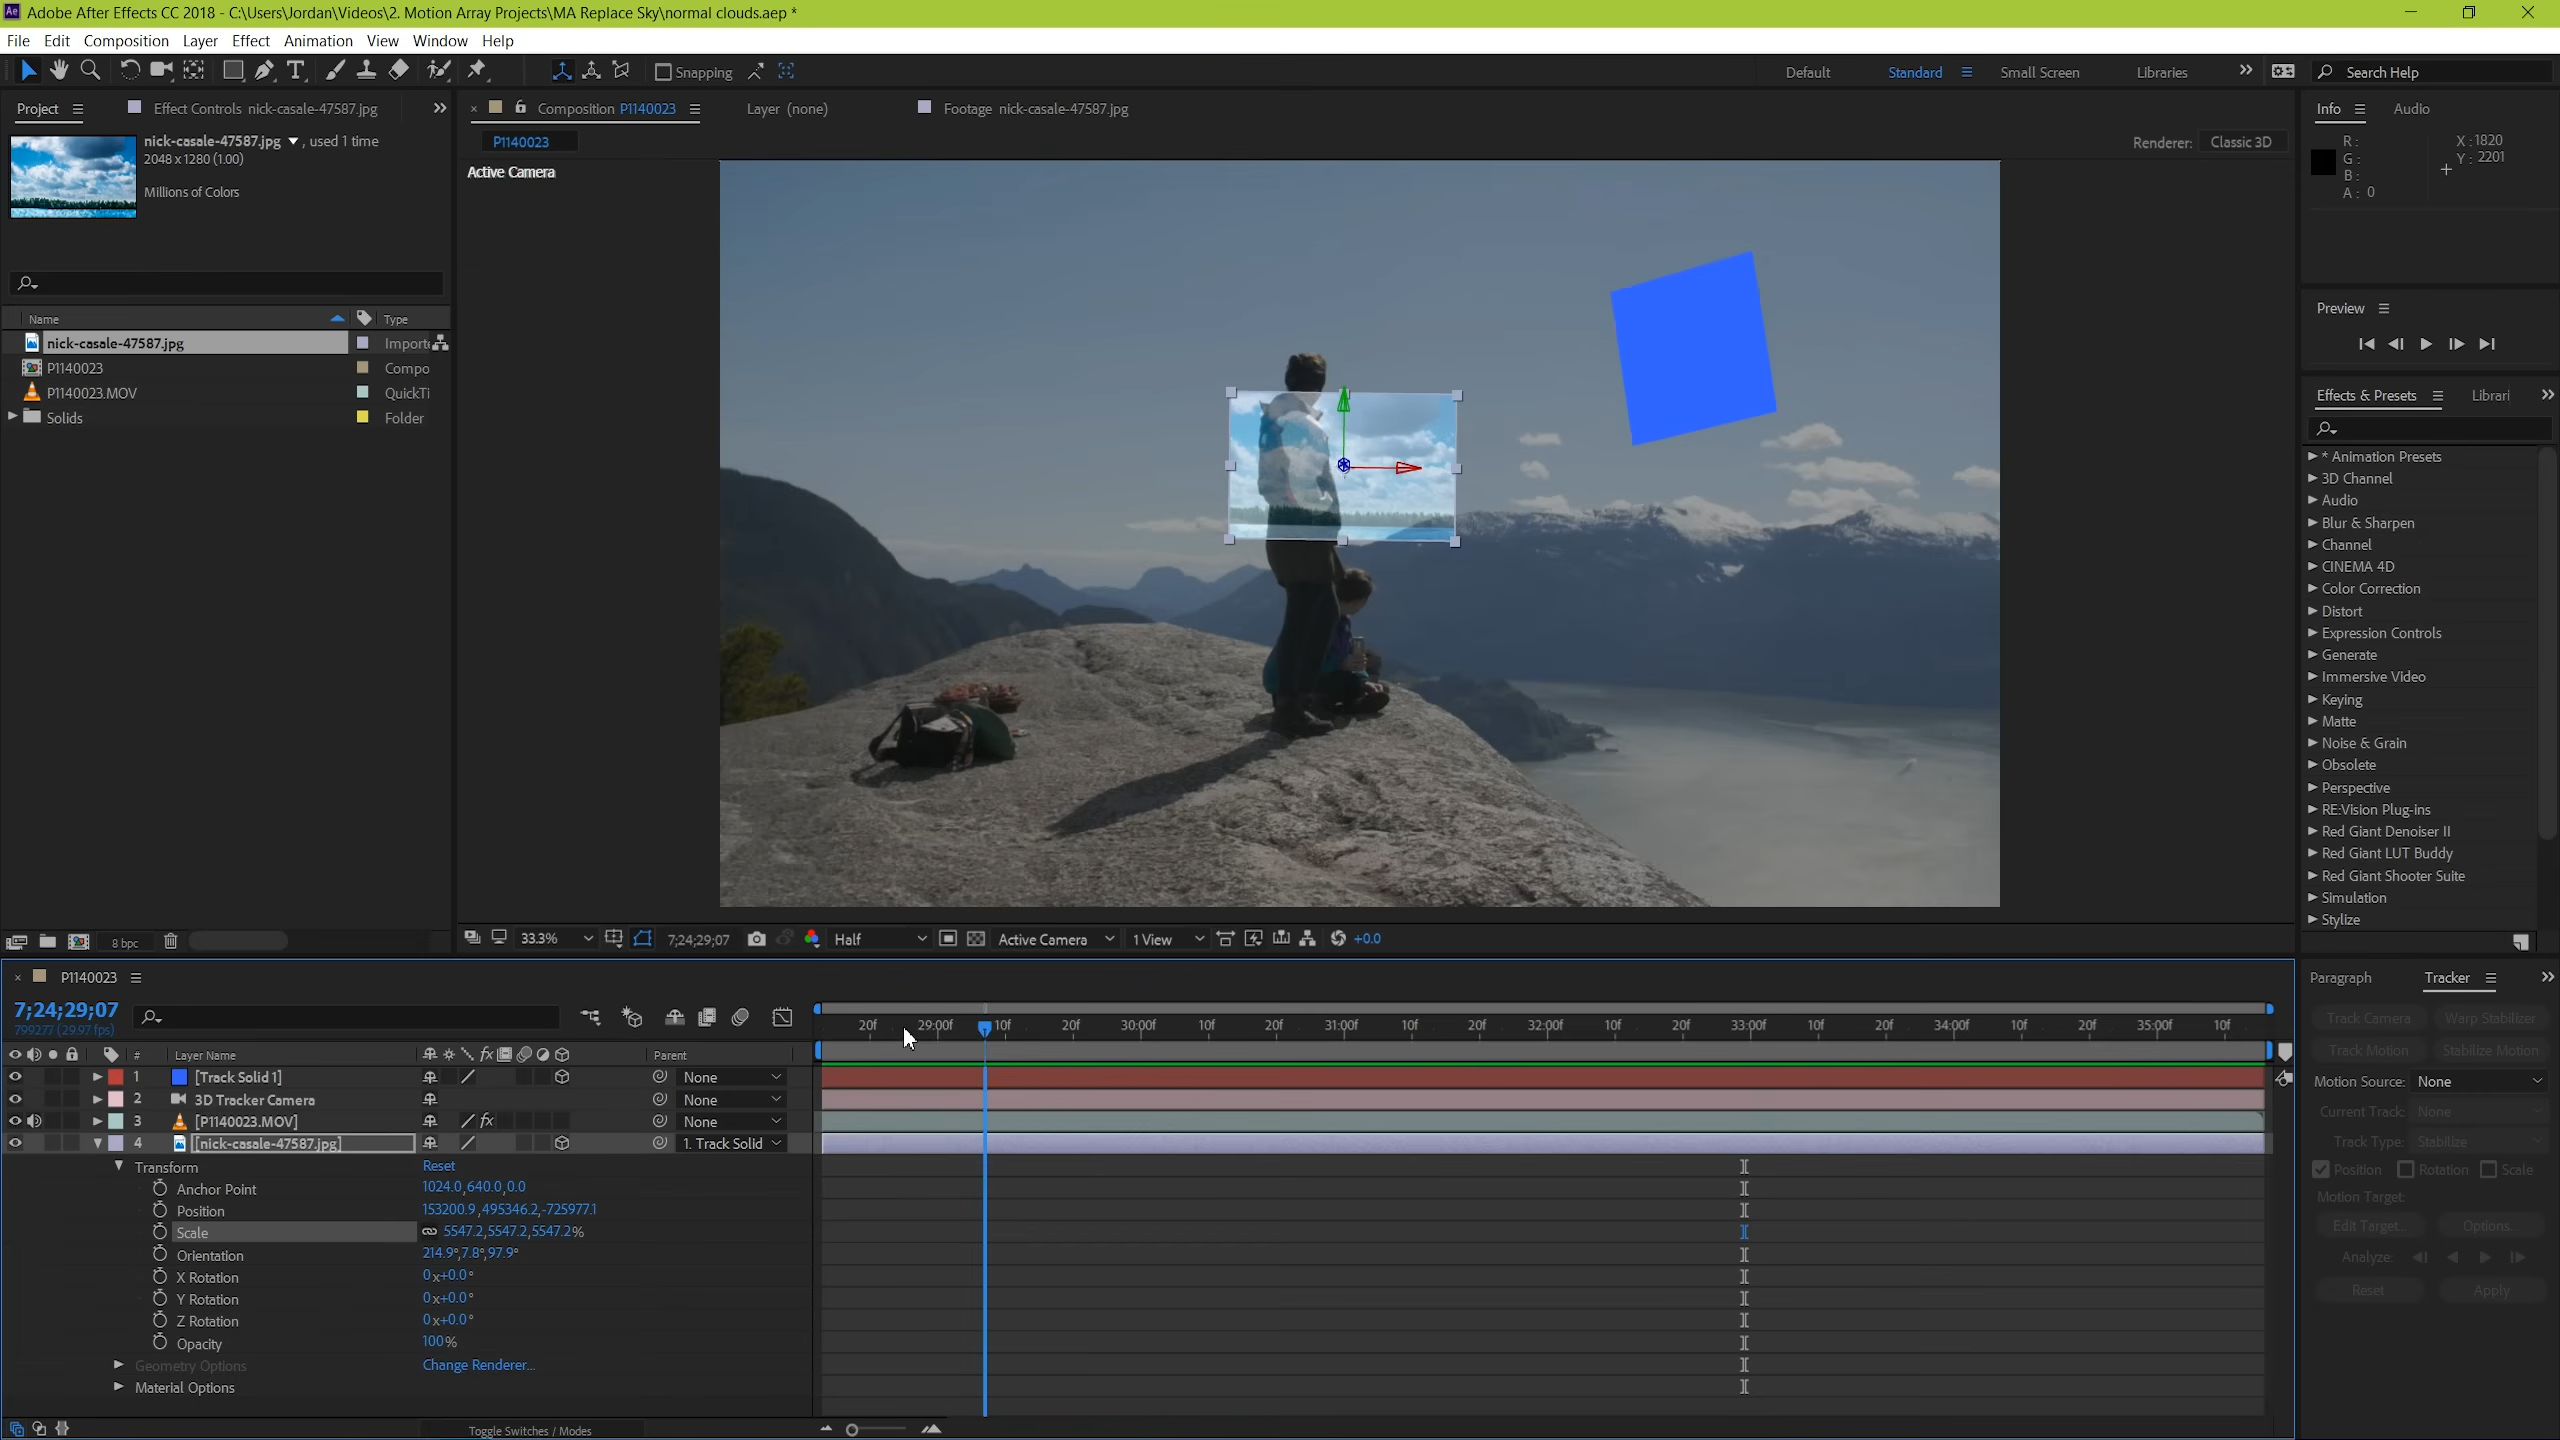 Adobe After Effects CC 2018 - C:\Users\Jordan\Videos\2. Motion Array Projects\MA Replace Sky\normal clouds.aep *
File Edit Composition Layer Effect Animation View Window Help
Snapping
Default Standard Small Screen Libraries Search Help
Project Effect Controls nick-casale-47587.jpg
Composition P1140023 Layer (none) Footage nick-casale-47587.jpg
Info Audio
nick-casale-47587.jpg , used 1 time
2048 x 1280 (1.00)
Millions of Colors
P1140023
Renderer: Classic 3D
Active Camera
R:
G:
B:
A: 0
X: 1820
Y: 2201
Name Type
nick-casale-47587.jpg Importe
P1140023 Compo
P1140023.MOV QuickTi
Solids Folder
Preview
Effects & Presets Librari
* Animation Presets
3D Channel
Audio
Blur & Sharpen
Channel
CINEMA 4D
Color Correction
Distort
Expression Controls
Generate
Immersive Video
Keying
Matte
Noise & Grain
Obsolete
Perspective
RE:Vision Plug-ins
Red Giant Denoiser II
Red Giant LUT Buddy
Red Giant Shooter Suite
Simulation
Stylize
8 bpc
33.3% 7;24;29;07 Half Active Camera 1 View +0.0
P1140023
7;24;29;07
799277 (29.97 fps)
20f 29:00f 10f 20f 30:00f 10f 20f 31:00f 10f 20f 32:00f 10f 20f 33:00f 10f 20f 34:00f 10f 20f 35:00f 10f
# Layer Name fx Parent
1 [Track Solid 1] None
2 3D Tracker Camera None
3 [P1140023.MOV] fx None
4 [nick-casale-47587.jpg] 1. Track Solid
Transform Reset
Anchor Point 1024.0,640.0,0.0
Position 153200.9,495346.2,-725977.1
Scale 5547.2,5547.2,5547.2%
Orientation 214.9°,7.8°,97.9°
X Rotation 0x+0.0°
Y Rotation 0x+0.0°
Z Rotation 0x+0.0°
Opacity 100%
Geometry Options Change Renderer...
Material Options
Toggle Switches / Modes
Paragraph Tracker
Track Camera Warp Stabilizer
Track Motion Stabilize Motion
Motion Source: None
Current Track: None
Track Type: Stabilize
Position Rotation Scale
Motion Target:
Edit Target... Options...
Analyze:
Reset Apply